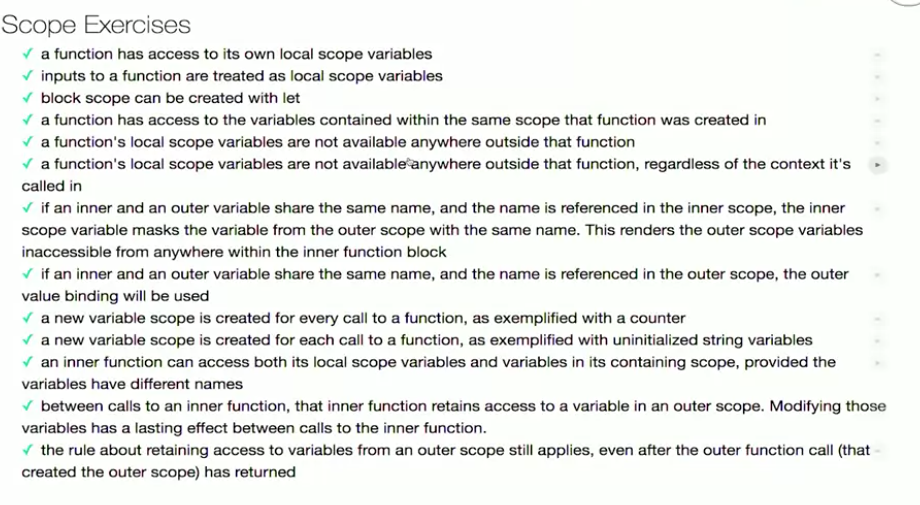 Scope Exercises
✓ a function has access to its own local scope variables
✓ inputs to a function are treated as local scope variables
✓ block scope can be created with let
✓ a function has access to the variables contained within the same scope that function was created in
✓ a function's local scope variables are not available anywhere outside that function
✓ a function's local scope variables are not available anywhere outside that function, regardless of the context it's
called in
✓ if an inner and an outer variable share the same name, and the name is referenced in the inner scope, the inner
scope variable masks the variable from the outer scope with the same name. This renders the outer scope variables
inaccessible from anywhere within the inner function block
✓ if an inner and an outer variable share the same name, and the name is referenced in the outer scope, the outer
value binding will be used
✓ a new variable scope is created for every call to a function, as exemplified with a counter
✓ a new variable scope is created for each call to a function, as exemplified with uninitialized string variables
✓ an inner function can access both its local scope variables and variables in its containing scope, provided the
variables have different names
✓ between calls to an inner function, that inner function retains access to a variable in an outer scope. Modifying those
variables has a lasting effect between calls to the inner function.
✓ the rule about retaining access to variables from an outer scope still applies, even after the outer function call (that
created the outer scope) has returned